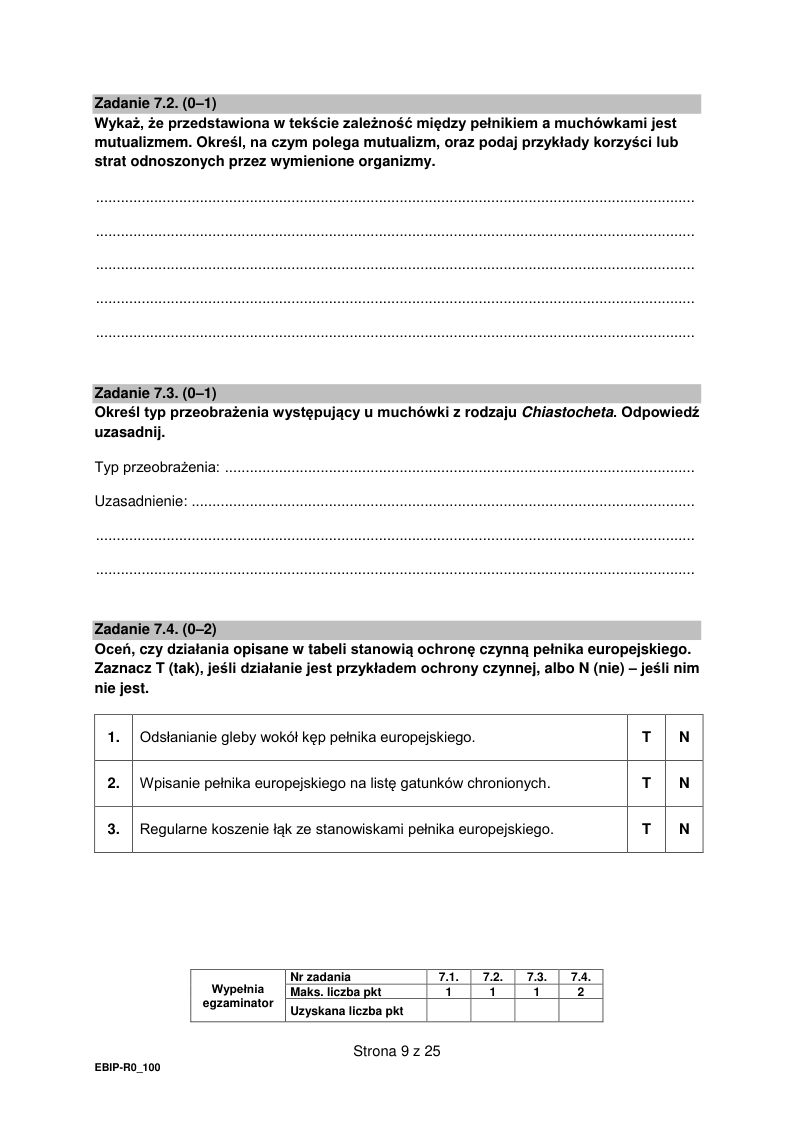 Zadanie 7.2. (0–1)
Wykaż, że przedstawiona w tekście zależność między pełnikiem a muchówkami jest
mutualizmem. Określ, na czym polega mutualizm, oraz podaj przykłady korzyści lub
strat odnoszonych przez wymienione organizmy.
....................................................................................................................................................
....................................................................................................................................................
....................................................................................................................................................
....................................................................................................................................................
....................................................................................................................................................
Zadanie 7.3. (0–1)
Określ typ przeobrażenia występujący u muchówki z rodzaju Chiastocheta. Odpowiedź
uzasadnij.
Typ przeobrażenia: ...................................................................................................................
Uzasadnienie: ...........................................................................................................................
....................................................................................................................................................
....................................................................................................................................................
Zadanie 7.4. (0–2)
Oceń, czy działania opisane w tabeli stanowią ochronę czynną pełnika europejskiego.
Zaznacz T (tak), jeśli działanie jest przykładem ochrony czynnej, albo N (nie) – jeśli nim
nie jest.
1. Odsłanianie gleby wokół kęp pełnika europejskiego. T N
2. Wpisanie pełnika europejskiego na listę gatunków chronionych. T N
3. Regularne koszenie łąk ze stanowiskami pełnika europejskiego. T N
Wypełnia
egzaminator
Nr zadania 7.1. 7.2. 7.3. 7.4.
Maks. liczba pkt 1 1 1 2
Uzyskana liczba pkt
Strona 9 z 25
EBIP-R0_100